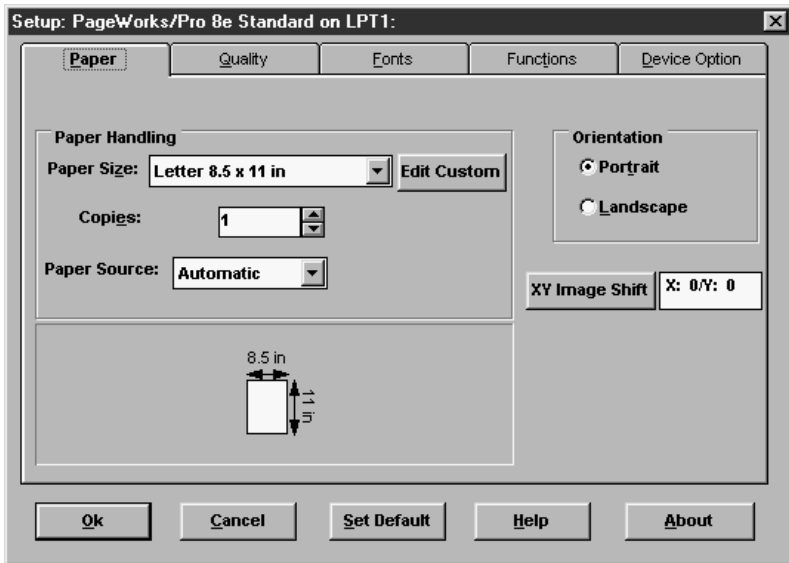 Setup: PageWorks/Pro 8e Standard on LPT1:
Paper
Quality
Fonts
Functions
Device Option
Paper Handling
Paper Size: Letter 8.5 x 11 in Edit Custom
Copies: 1
Paper Source: Automatic
Orientation
Portrait
Landscape
XY Image Shift X: 0/Y: 0
8.5 in
11 in
Ok
Cancel
Set Default
Help
About